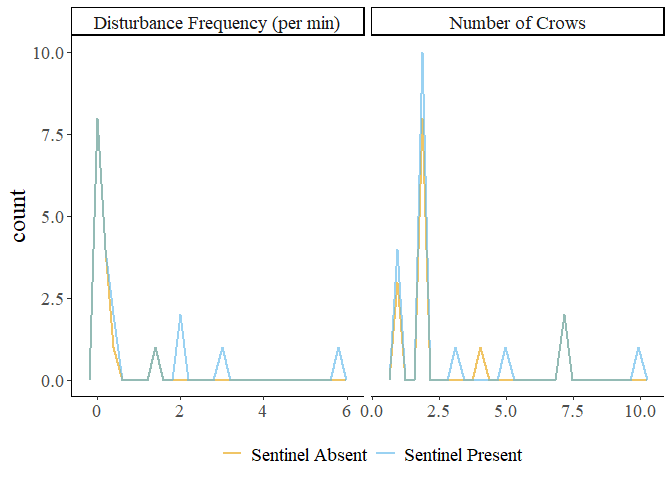 Disturbance Frequency (per min) Number of Crows
count
10.0
7.5
5.0
2.5
0.0
0 2 4 6 0.0 2.5 5.0 7.5 10.0
Sentinel Absent Sentinel Present